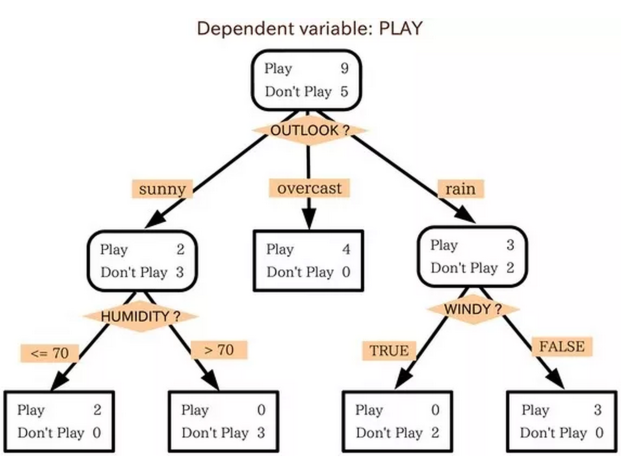 Dependent variable: PLAY
Play 9
Don't Play 5
OUTLOOK ?
sunny
overcast
rain
Play 2
Don't Play 3
Play 4
Don't Play 0
Play 3
Don't Play 2
HUMIDITY ?
WINDY ?
<= 70
> 70
TRUE
FALSE
Play 2
Don't Play 0
Play 0
Don't Play 3
Play 0
Don't Play 2
Play 3
Don't Play 0